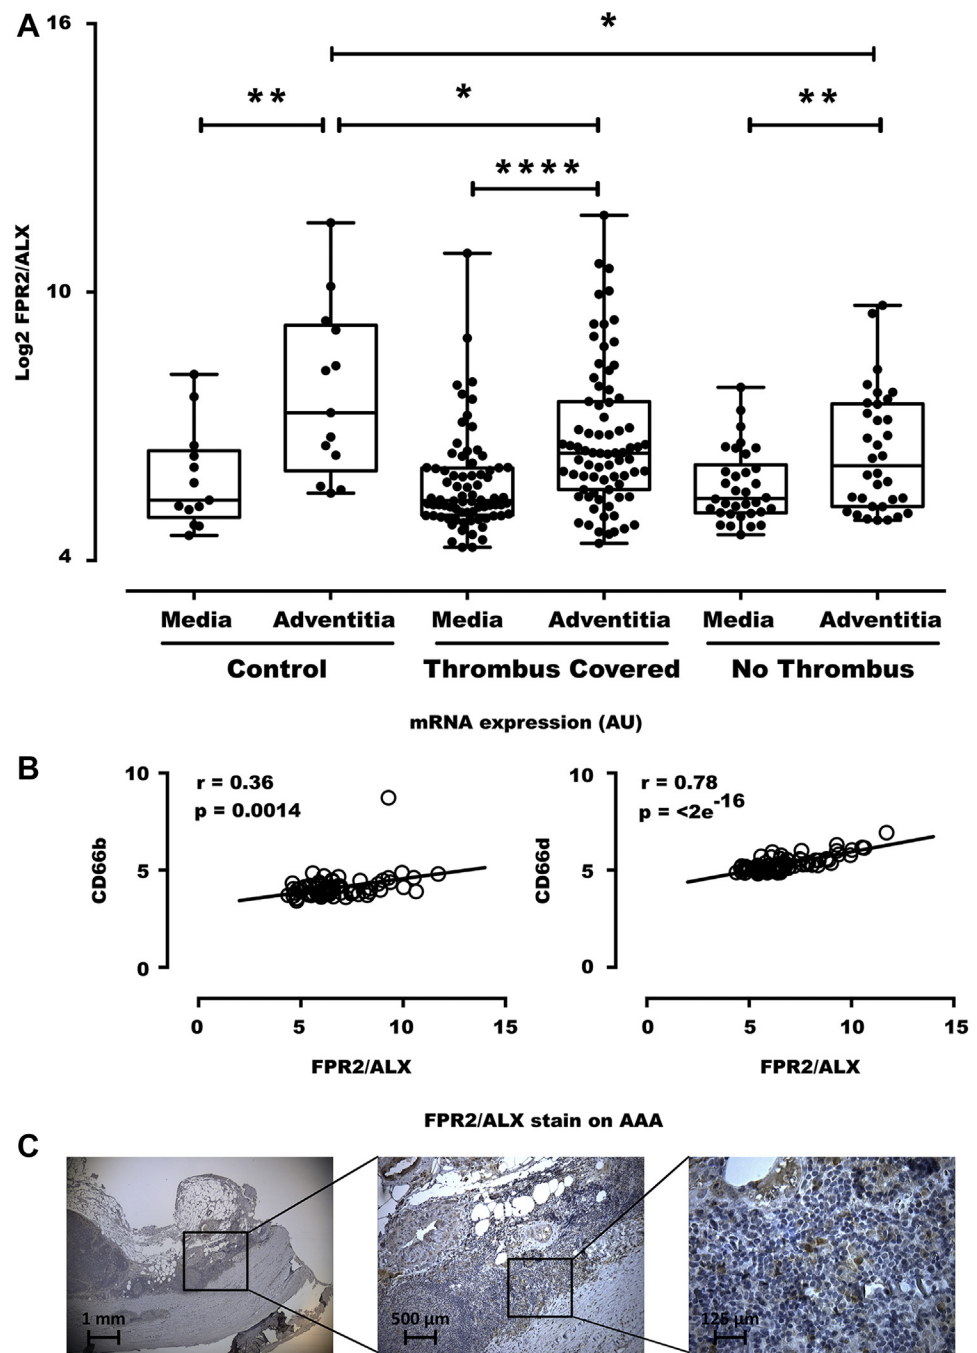 A
16
*
**
*
**
****
Log2 FPR2/ALX
10
4
Media Adventitia Media Adventitia Media Adventitia
Control Thrombus Covered No Thrombus
mRNA expression (AU)
B
10
r = 0.36
p = 0.0014
CD66b
5
0
0 5 10 15
FPR2/ALX
10
r = 0.78
p = <2e-16
CD66d
5
0
0 5 10 15
FPR2/ALX
FPR2/ALX stain on AAA
C
1 mm
500 µm
125 µm